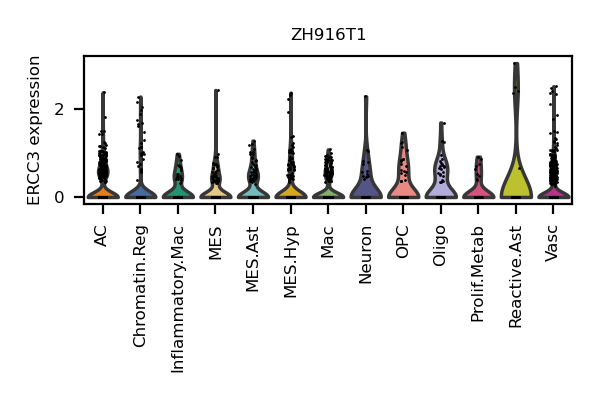 ZH916T1
ERCC3 expression
2
0
AC
Chromatin.Reg
Inflammatory.Mac
MES
MES.Ast
MES.Hyp
Mac
Neuron
OPC
Oligo
Prolif.Metab
Reactive.Ast
Vasc